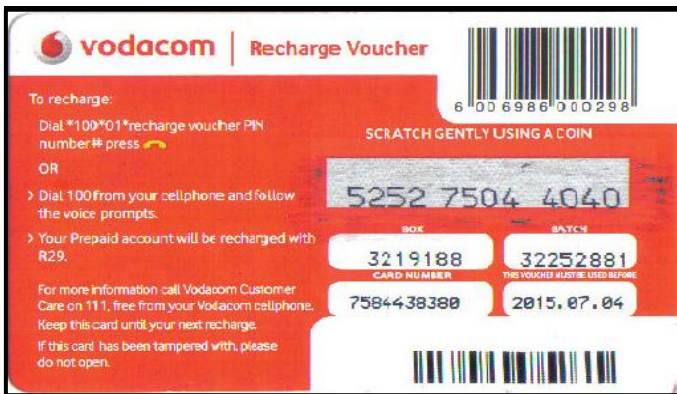 vodacom | Recharge Voucher
6 006986 000298
To recharge:
Dial *100*01*recharge voucher PIN
number# press
OR
› Dial 100 from your cellphone and follow
the voice prompts.
› Your Prepaid account will be recharged with
R29.
For more information call Vodacom Customer
Care on 111, free from your Vodacom cellphone.
Keep this card until your next recharge.
If this card has been tampered with, please
do not open.
SCRATCH GENTLY USING A COIN
5252 7504 4040
BOX BATCH
3219188 32252881
CARD NUMBER THIS VOUCHER MUST BE USED BEFORE
7584438380 2015.07.04